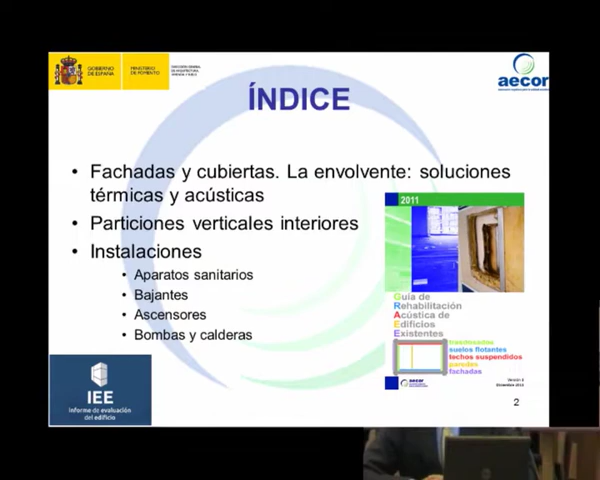 GOBIERNO
DE ESPAÑA
MINISTERIO
DE FOMENTO
aecor
ÍNDICE
• Fachadas y cubiertas. La envolvente: soluciones
térmicas y acústicas
• Particiones verticales interiores
• Instalaciones
• Aparatos sanitarios
• Bajantes
• Ascensores
• Bombas y calderas
2011
Guía de
Rehabilitación
Acústica de
Edificios
Existentes
trasdosados
suelos flotantes
techos suspendidos
paredes
fachadas
aecor
IEE
Informe de evaluación
del edificio
2